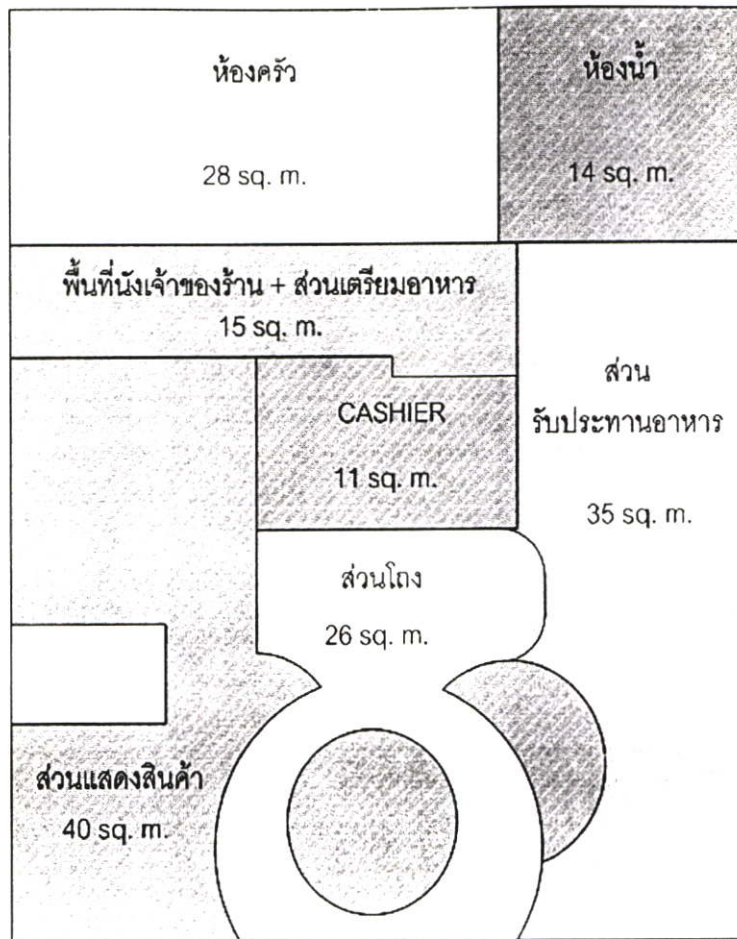 ห้องครัว
28 sq. m.
ห้องน้ำ
14 sq. m.
พื้นที่นั่งเจ้าของร้าน + ส่วนเตรียมอาหาร
15 sq. m.
CASHIER
11 sq. m.
ส่วน
รับประทานอาหาร
35 sq. m.
ส่วนโถง
26 sq. m.
ส่วนแสดงสินค้า
40 sq. m.